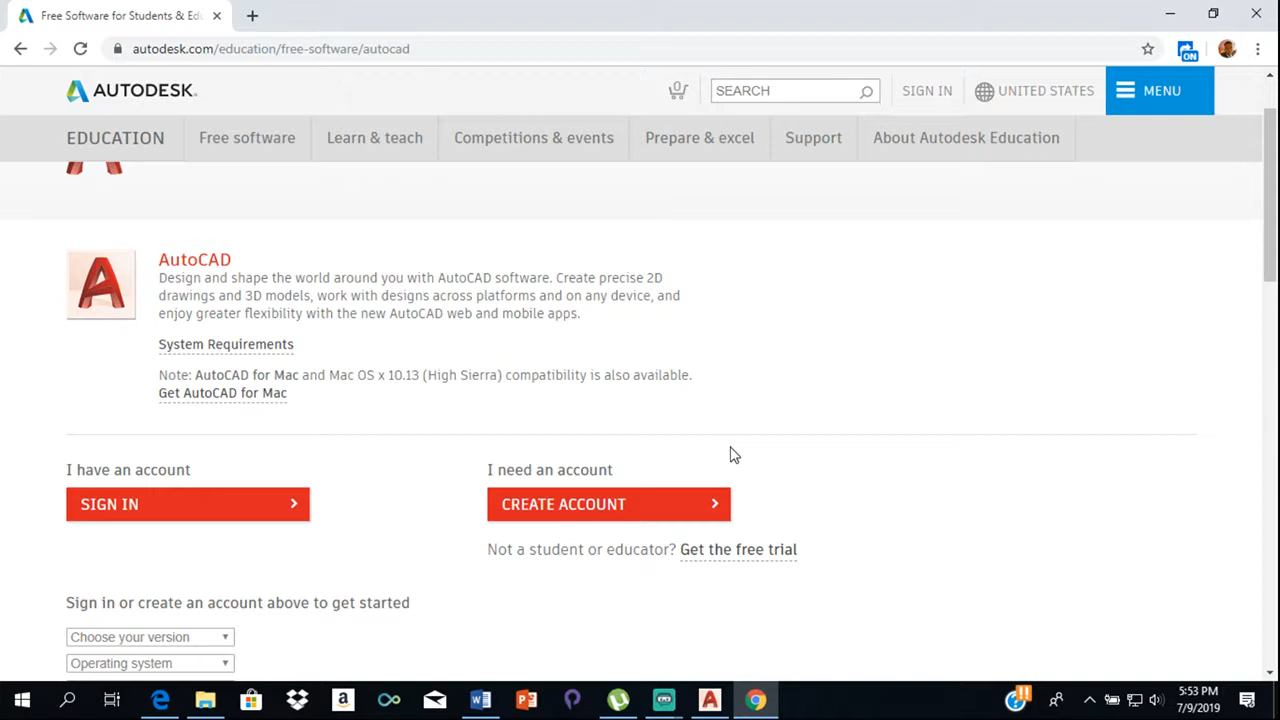 Free Software for Students & Edu
autodesk.com/education/free-software/autocad
ON
AUTODESK.
0
SEARCH
SIGN IN
UNITED STATES
MENU
EDUCATION
Free software
Learn & teach
Competitions & events
Prepare & excel
Support
About Autodesk Education
AutoCAD
Design and shape the world around you with AutoCAD software. Create precise 2D
drawings and 3D models, work with designs across platforms and on any device, and
enjoy greater flexibility with the new AutoCAD web and mobile apps.
System Requirements
Note: AutoCAD for Mac and Mac OS x 10.13 (High Sierra) compatibility is also available.
Get AutoCAD for Mac
I have an account
I need an account
SIGN IN
CREATE ACCOUNT
Not a student or educator? Get the free trial
Sign in or create an account above to get started
Choose your version
Operating system
5:53 PM
7/9/2019